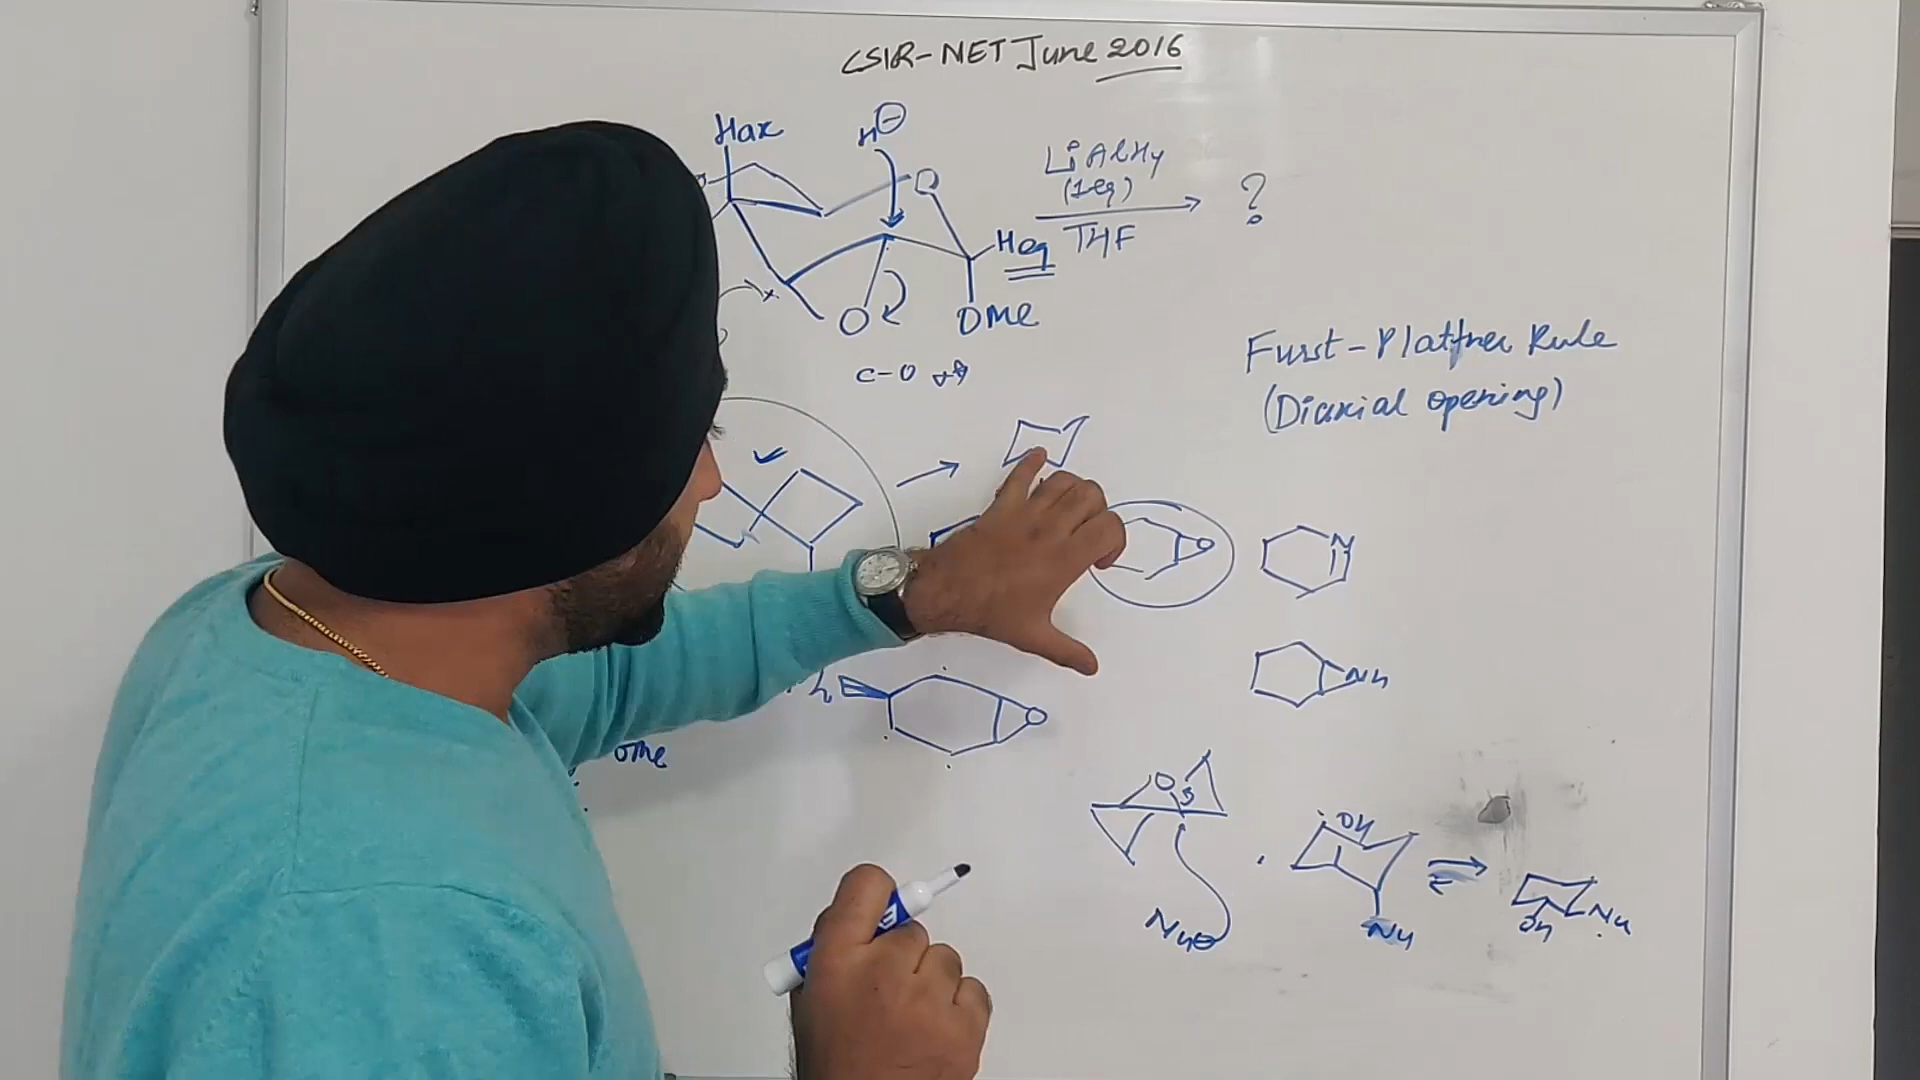 CSIR-NET June 2016
Hax
H⊖
LiAlH4
(1eq)
THF
?
O
Heq
O
OMe
C-O
Furst-Plattner Rule
(Diaxial opening)
O
N
NH
O
OMe
O
OH
Nu⊖
Nu
OH
Nu